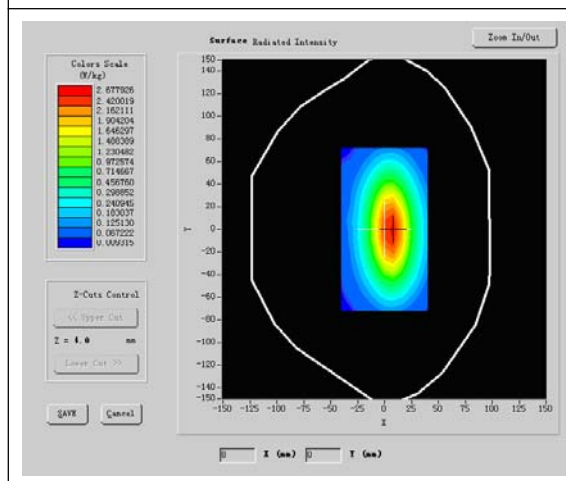 Surface Radiated Intensity
Zoom In/Out
Colors Scale
(W/kg)
2.677926
2.420019
2.162111
1.904204
1.646297
1.388389
1.230482
0.972574
0.714667
0.456760
0.298852
0.240945
0.183037
0.125130
0.067222
0.009315
Z-Cuts Control
<< Upper Cut
Z = 4.0 mm
Lower Cut >>
SAVE
Cancel
150
140
120
100
80
60
40
20
0
-20
-40
-60
-80
-100
-120
-140
-150
Y
-150 -125 -100 -75 -50 -25 0 25 50 75 100 125 150
X
0 X (mm) 0 Y (mm)